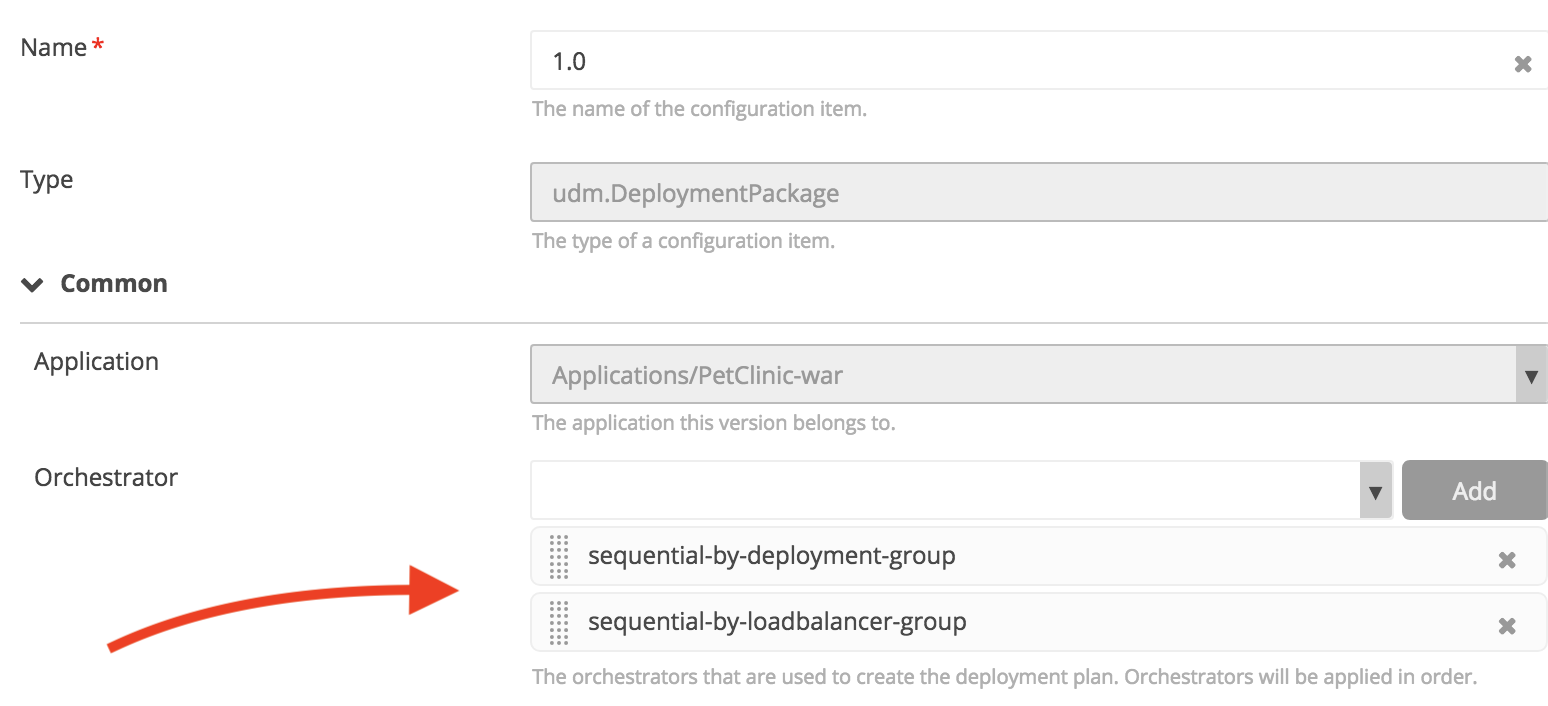 Name*
1.0
The name of the configuration item.
Type
udm.DeploymentPackage
The type of a configuration item.
Common
Application
Applications/PetClinic-war
The application this version belongs to.
Orchestrator
Add
sequential-by-deployment-group
sequential-by-loadbalancer-group
The orchestrators that are used to create the deployment plan. Orchestrators will be applied in order.